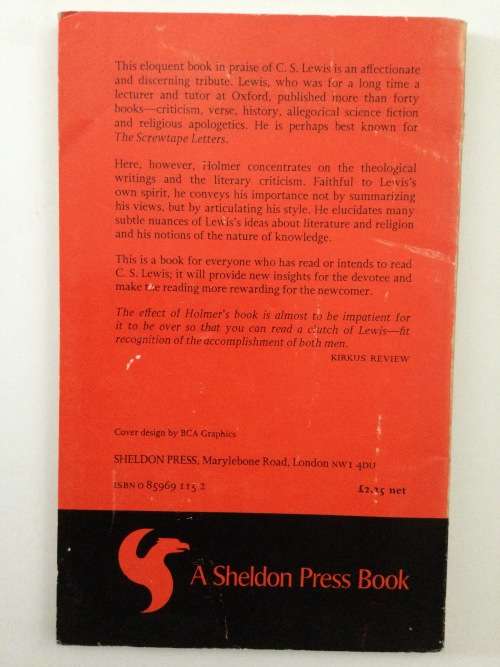 This eloquent book in praise of C. S. Lewis is an affectionate
and discerning tribute. Lewis, who was for a long time a
lecturer and tutor at Oxford, published more than forty
books—criticism, verse, history, allegorical science fiction
and religious apologetics. He is perhaps best known for
The Screwtape Letters.
Here, however, Holmer concentrates on the theological
writings and the literary criticism. Faithful to Lewis's
own spirit, he conveys his importance not by summarizing
his views, but by articulating his style. He elucidates many
subtle nuances of Lewis's ideas about literature and religion
and his notions of the nature of knowledge.
This is a book for everyone who has read or intends to read
C. S. Lewis; it will provide new insights for the devotee and
make the reading more rewarding for the newcomer.
The effect of Holmer's book is almost to be impatient for
it to be over so that you can read a clutch of Lewis—fit
recognition of the accomplishment of both men.
KIRKUS REVIEW
Cover design by BCA Graphics
SHELDON PRESS, Marylebone Road, London NW1 4DU
ISBN 0 85969 115 2
£2.25 net
A Sheldon Press Book